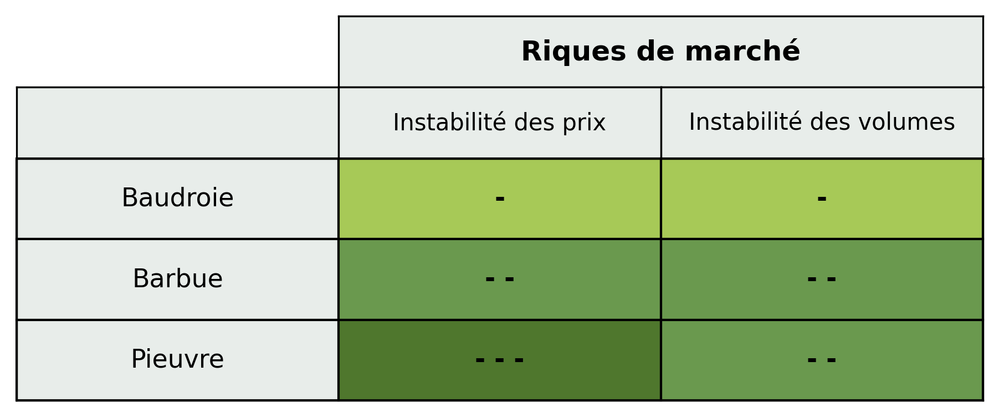 Riques de marché
Instabilité des prix Instabilité des volumes
Baudroie - -
Barbue - - - -
Pieuvre - - - - -